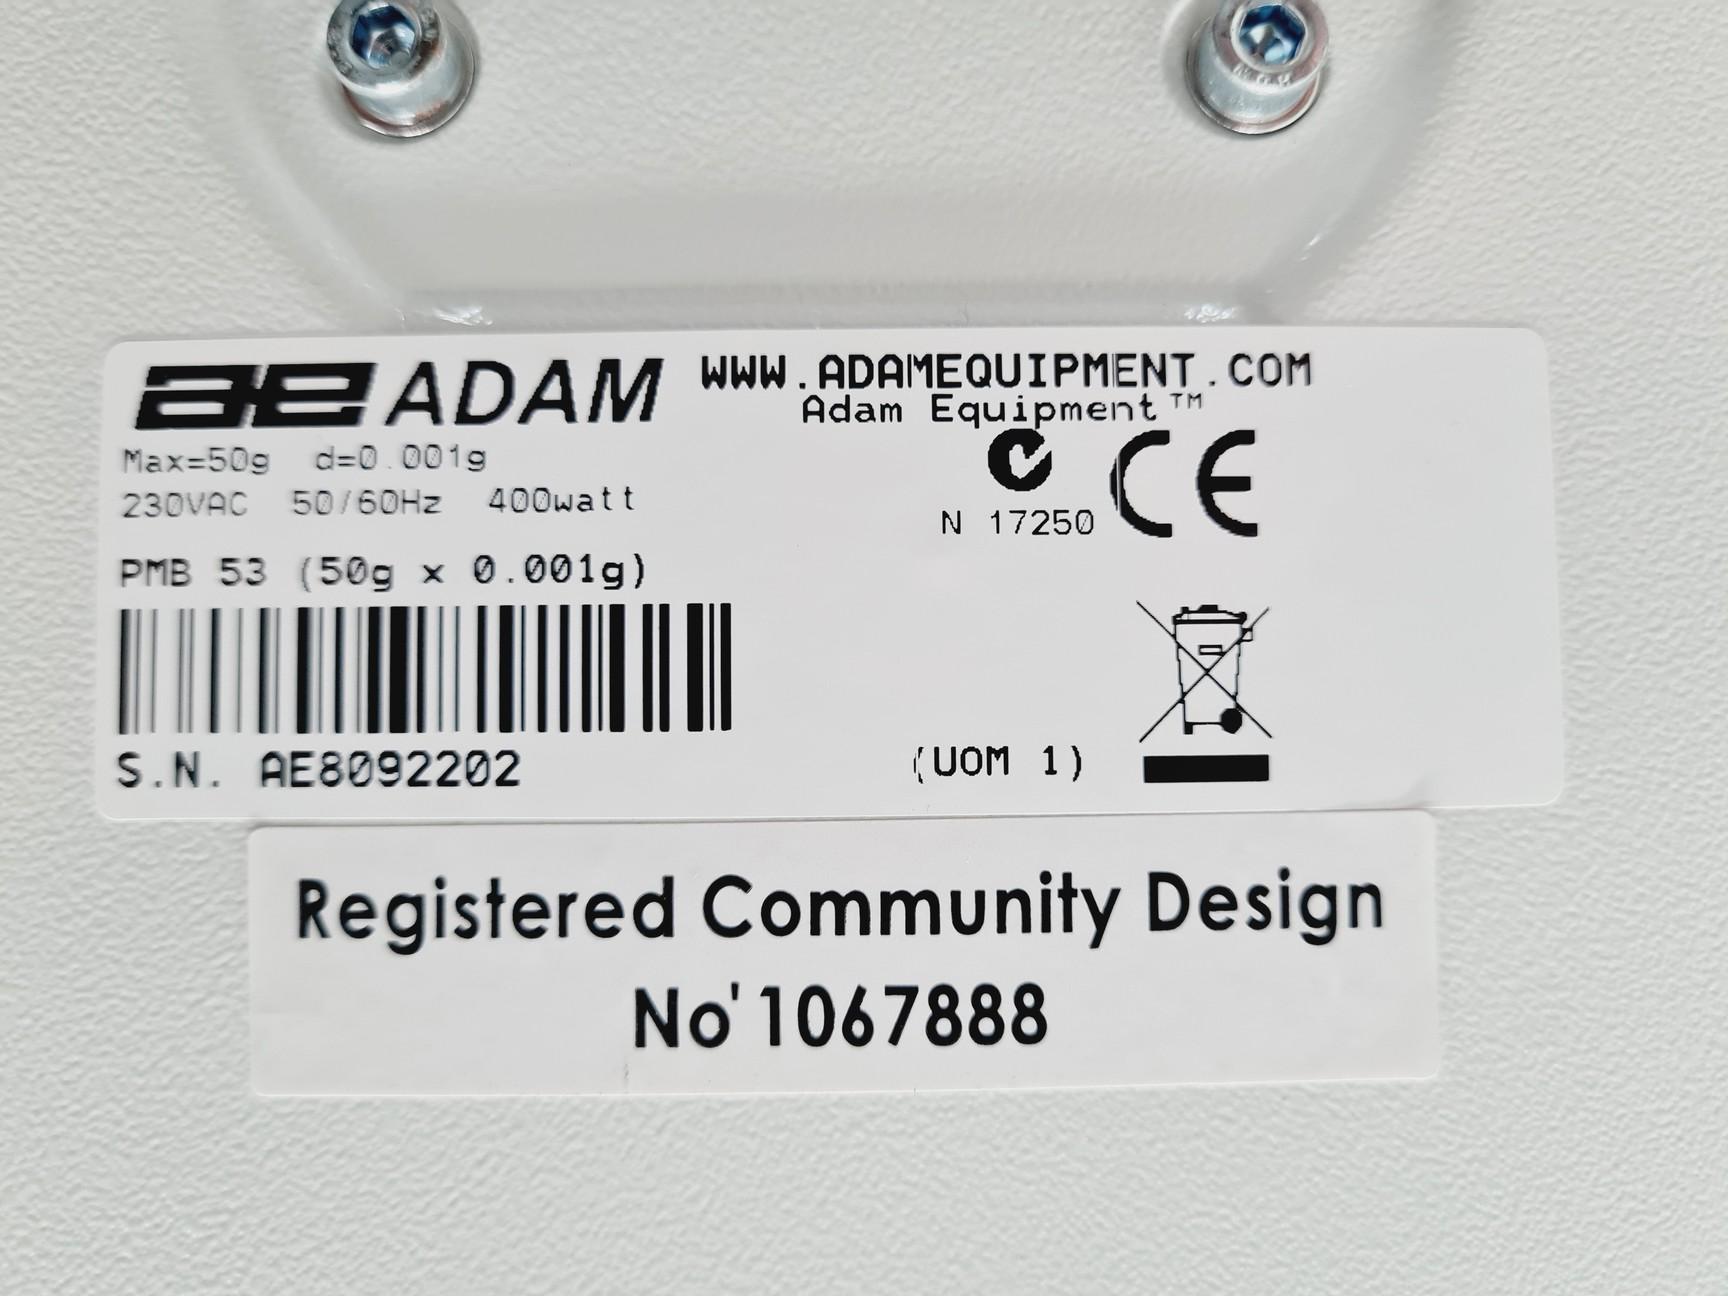 ae ADAM WWW.ADAMEQUIPMENT.COM
Adam Equipment™
Max=50g d=0.001g
230VAC 50/60Hz 400watt
N 17250
CE
PMB 53 (50g x 0.001g)
S.N. AE8092202
(UOM 1)
Registered Community Design
No'1067888